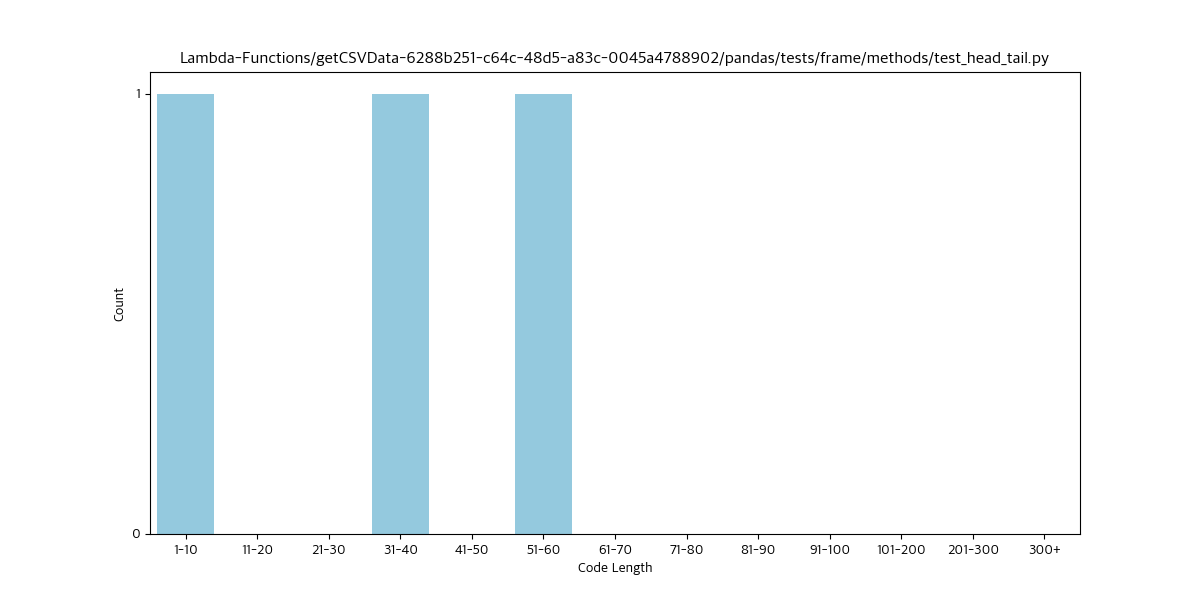 Lambda-Functions/getCSVData-6288b251-c64c-48d5-a83c-0045a4788902/pandas/tests/frame/methods/test_head_tail.py
1
Count
0
1-10 11-20 21-30 31-40 41-50 51-60 61-70 71-80 81-90 91-100 101-200 201-300 300+
Code Length